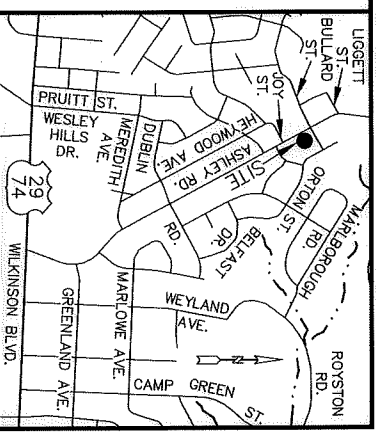 LIGGETT
ST.
BULLARD
ST.
JOY
ST.
PRUITT ST.
WESLEY
HILLS
DR.
MEREDITH
AVE.
DUBLIN
RD.
HEYWOOD AVE.
ASHLEY RD.
SITE
ORTON ST.
MARLBOROUGH
RD.
BELFAST
DR.
ROYSTON
RD.
29
74
WILKINSON BLVD.
GREENLAND AVE.
MARLOWE AVE.
WEYLAND
AVE.
N
CAMP GREEN
ST.